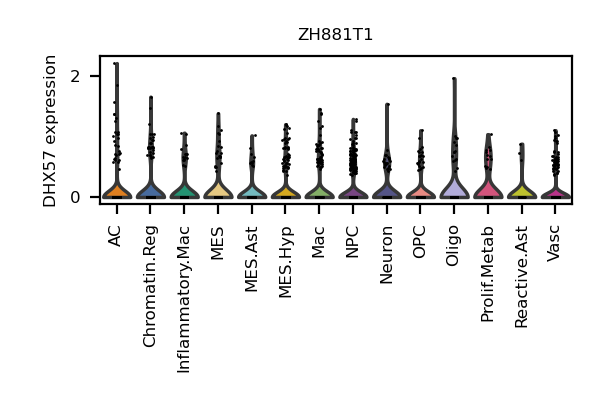 ZH881T1
DHX57 expression
2
0
AC
Chromatin.Reg
Inflammatory.Mac
MES
MES.Ast
MES.Hyp
Mac
NPC
Neuron
OPC
Oligo
Prolif.Metab
Reactive.Ast
Vasc